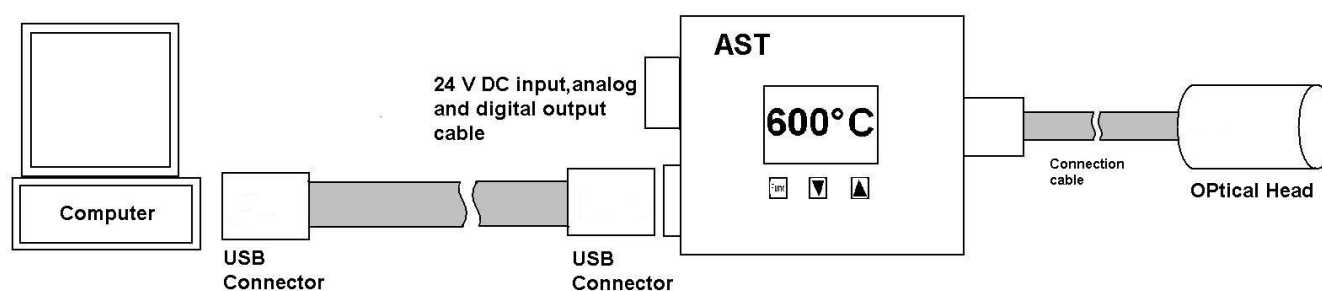 AST
24 V DC input,analog
and digital output
cable
600°C
Func
Connection
cable
OPtical Head
Computer
USB
Connector
USB
Connector